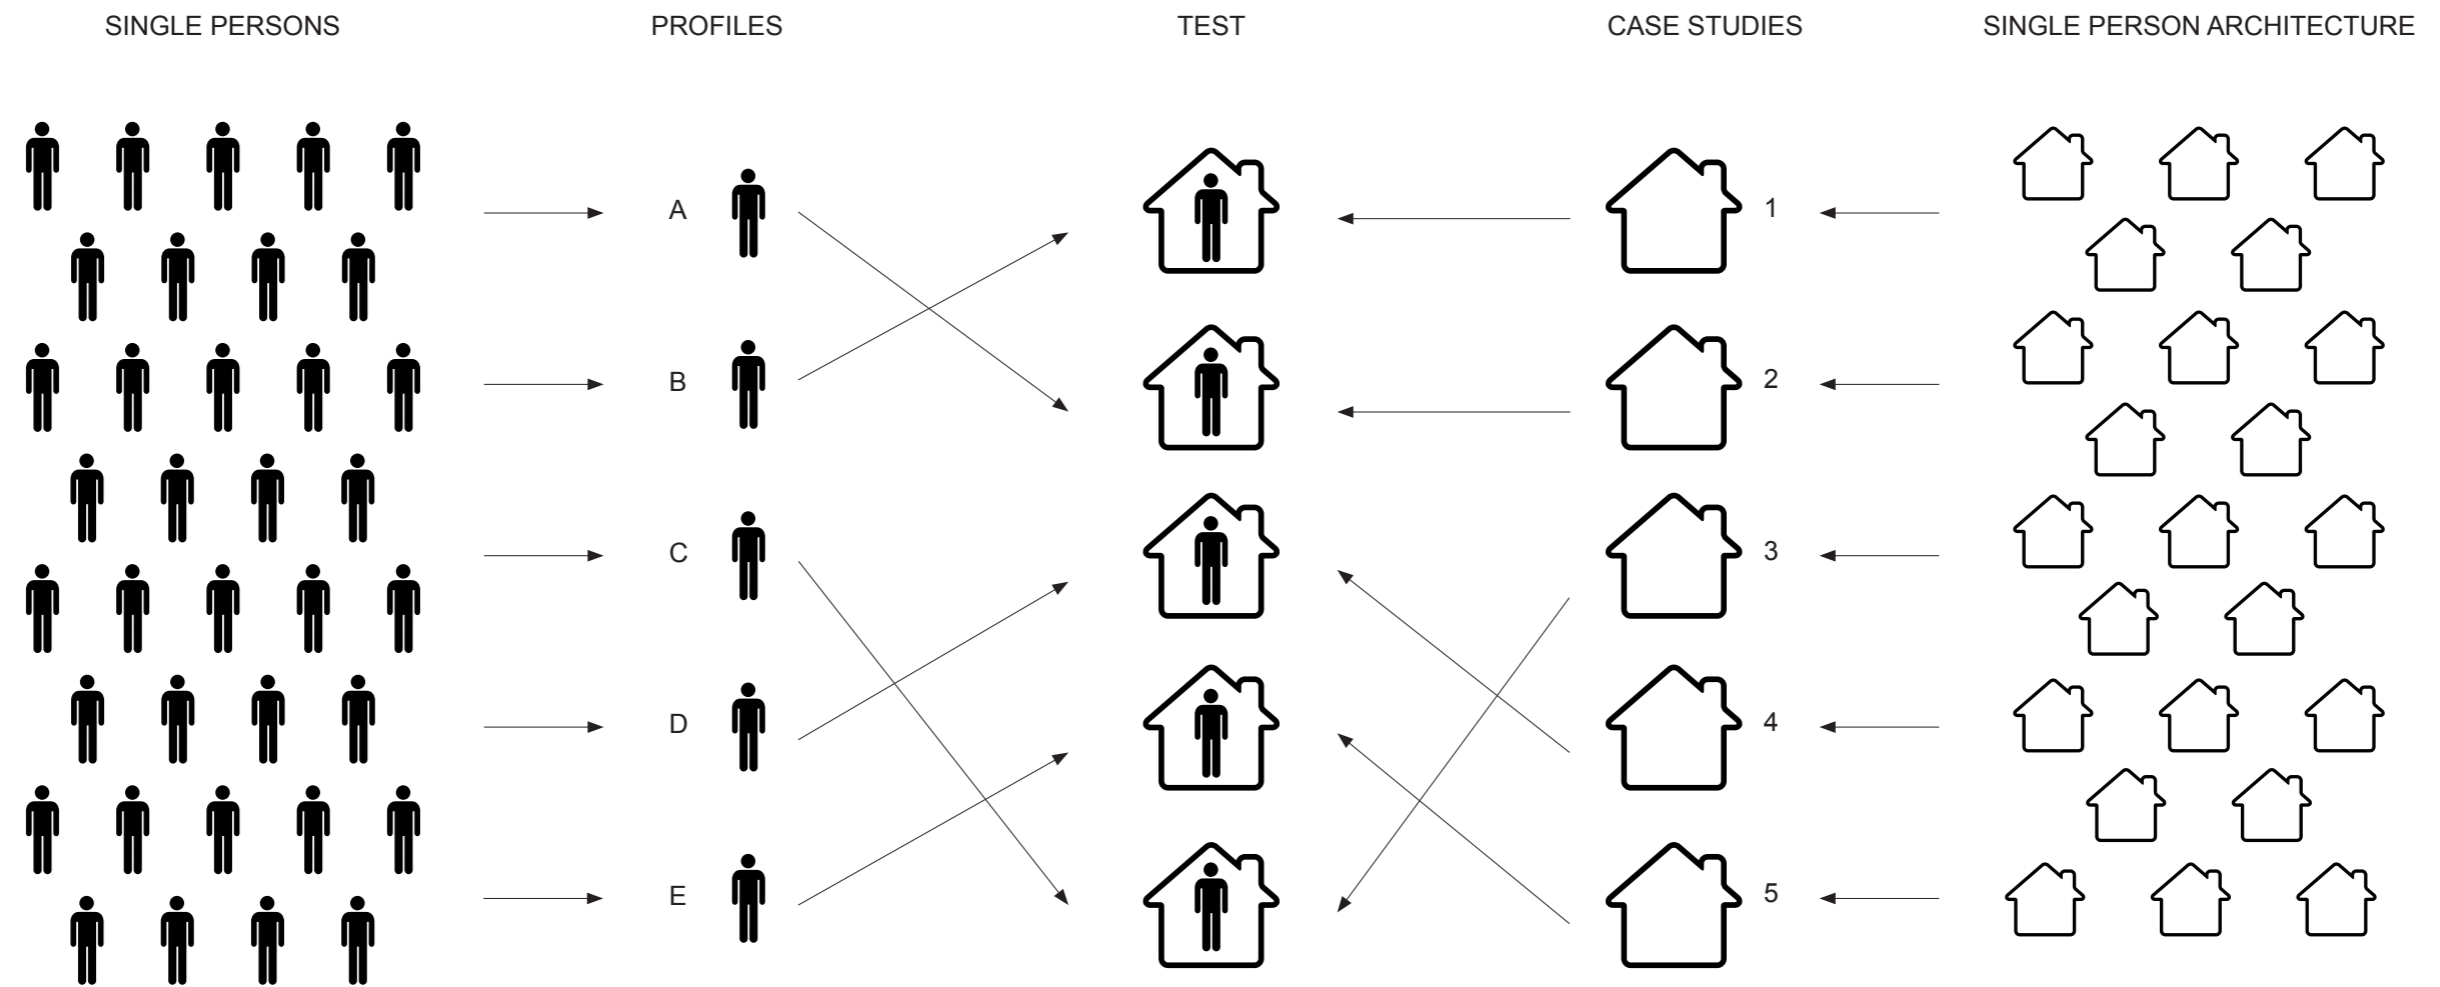 SINGLE PERSONS
PROFILES
TEST
CASE STUDIES
SINGLE PERSON ARCHITECTURE
A
1
B
2
C
3
D
4
E
5